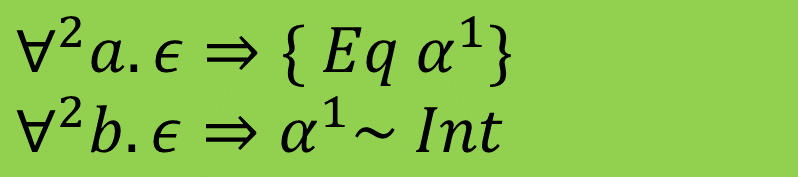 ∀²a. ϵ ⇒ { Eq α¹}
∀²b. ϵ ⇒ α¹~ Int